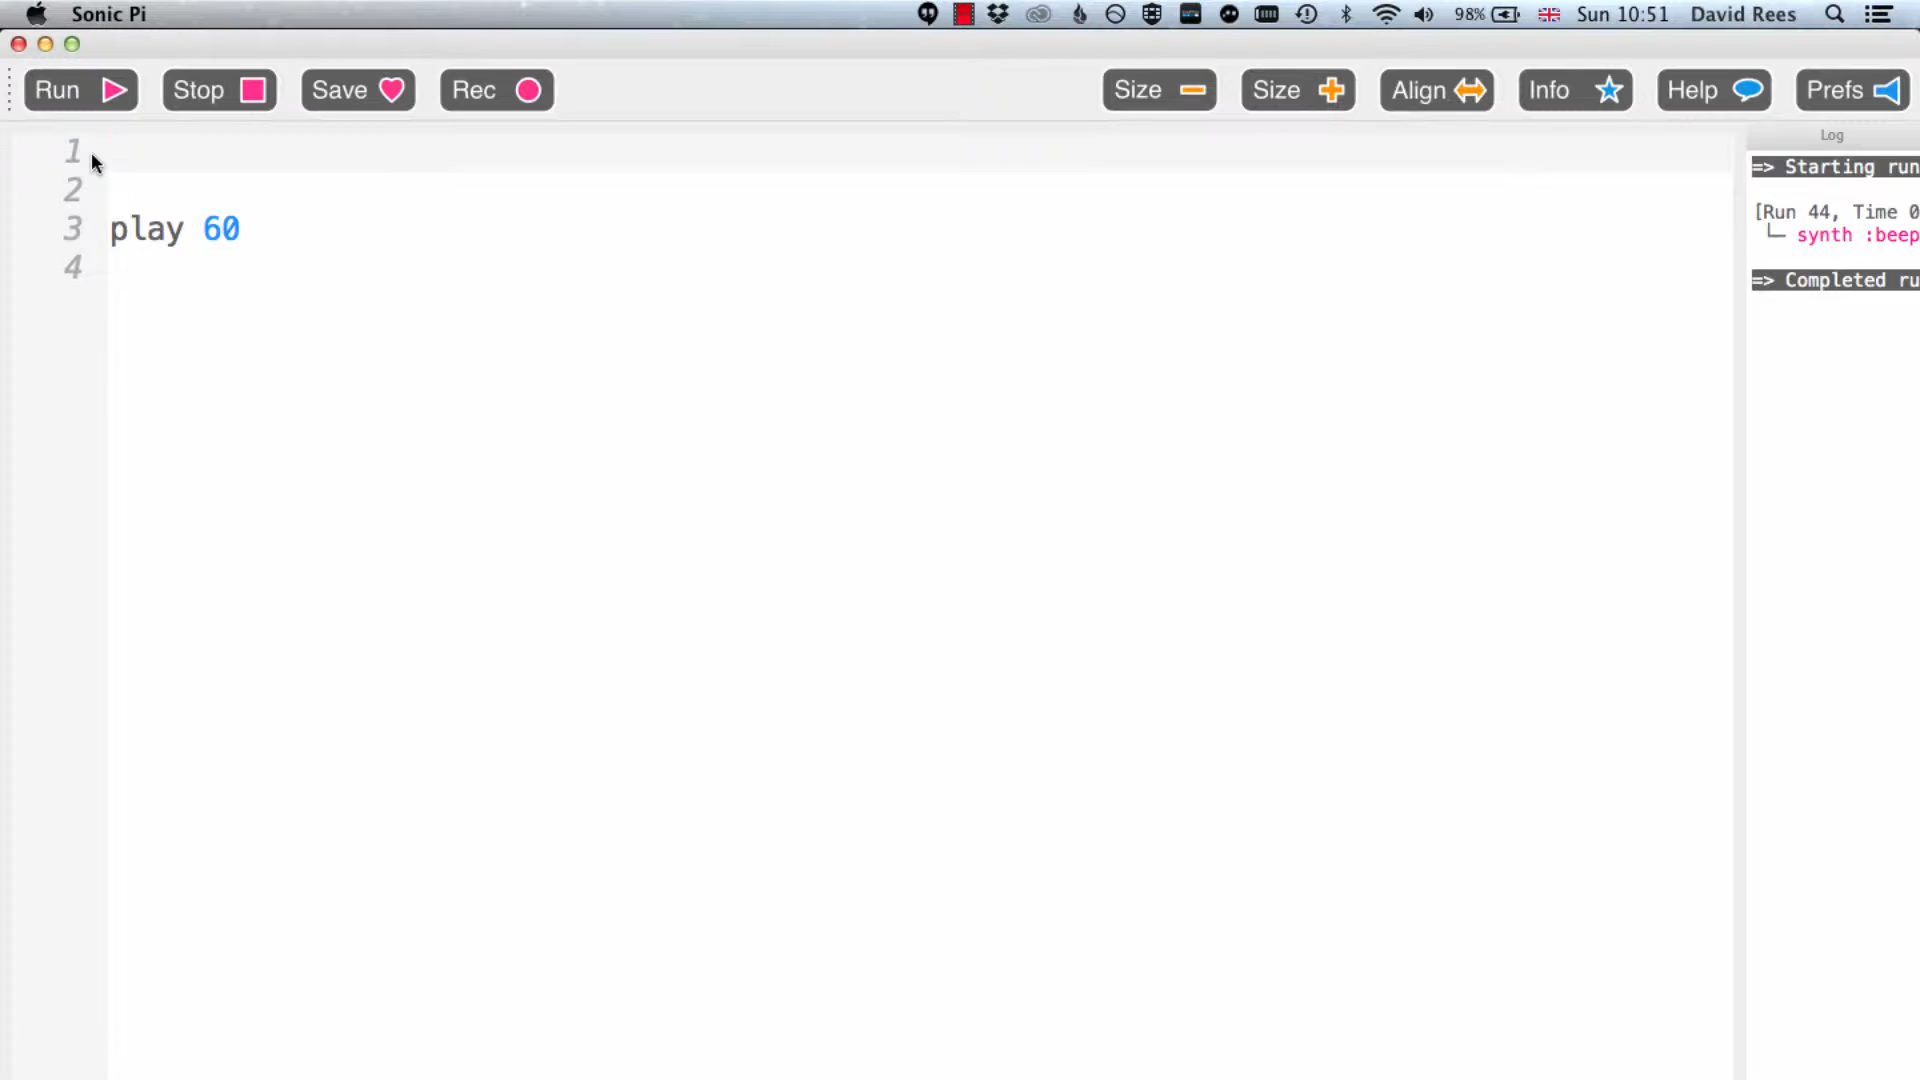 Sonic Pi 98% Sun 10:51 David Rees
Run Stop Save Rec Size Size Align Info Help Prefs
Log
1
2
3 play 60
4
=> Starting run
[Run 44, Time 0
└─ synth :beep
=> Completed ru